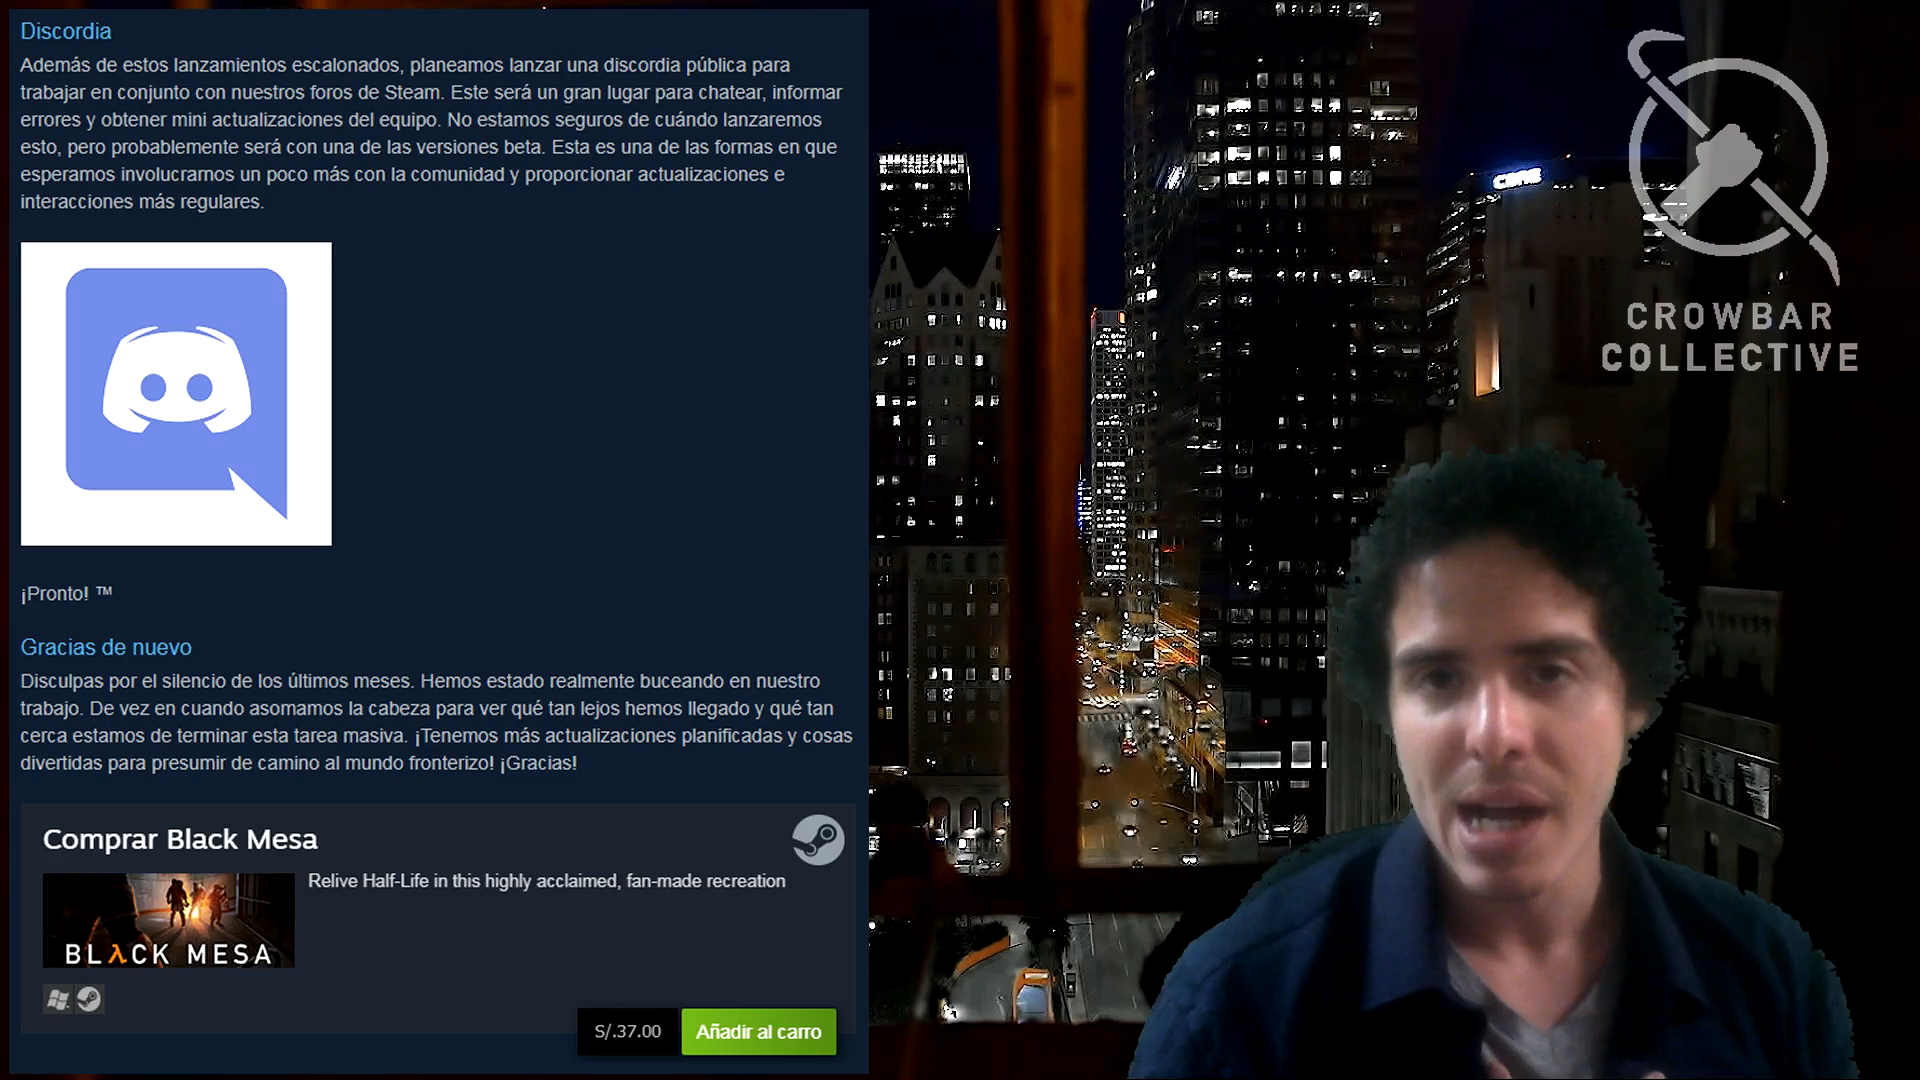 Discordia
Además de estos lanzamientos escalonados, planeamos lanzar una discordia pública para
trabajar en conjunto con nuestros foros de Steam. Este será un gran lugar para chatear, informar
errores y obtener mini actualizaciones del equipo. No estamos seguros de cuándo lanzaremos
esto, pero probablemente será con una de las versiones beta. Esta es una de las formas en que
esperamos involucrarnos un poco más con la comunidad y proporcionar actualizaciones e
interacciones más regulares.
¡Pronto! ™
Gracias de nuevo
Disculpas por el silencio de los últimos meses. Hemos estado realmente buceando en nuestro
trabajo. De vez en cuando asomamos la cabeza para ver qué tan lejos hemos llegado y qué tan
cerca estamos de terminar esta tarea masiva. ¡Tenemos más actualizaciones planificadas y cosas
divertidas para presumir de camino al mundo fronterizo! ¡Gracias!
Comprar Black Mesa
Relive Half-Life in this highly acclaimed, fan-made recreation
BLλCK MESA
S/.37.00
Añadir al carro
CROWBAR
COLLECTIVE